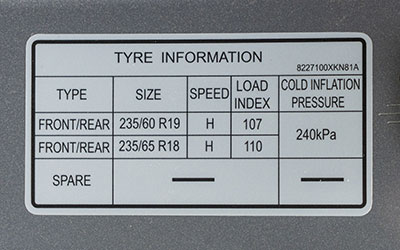 TYRE INFORMATION
8227100XKN81A
TYPE SIZE SPEED LOAD INDEX COLD INFLATION PRESSURE
FRONT/REAR 235/60 R19 H 107 240kPa
FRONT/REAR 235/65 R18 H 110
SPARE — —